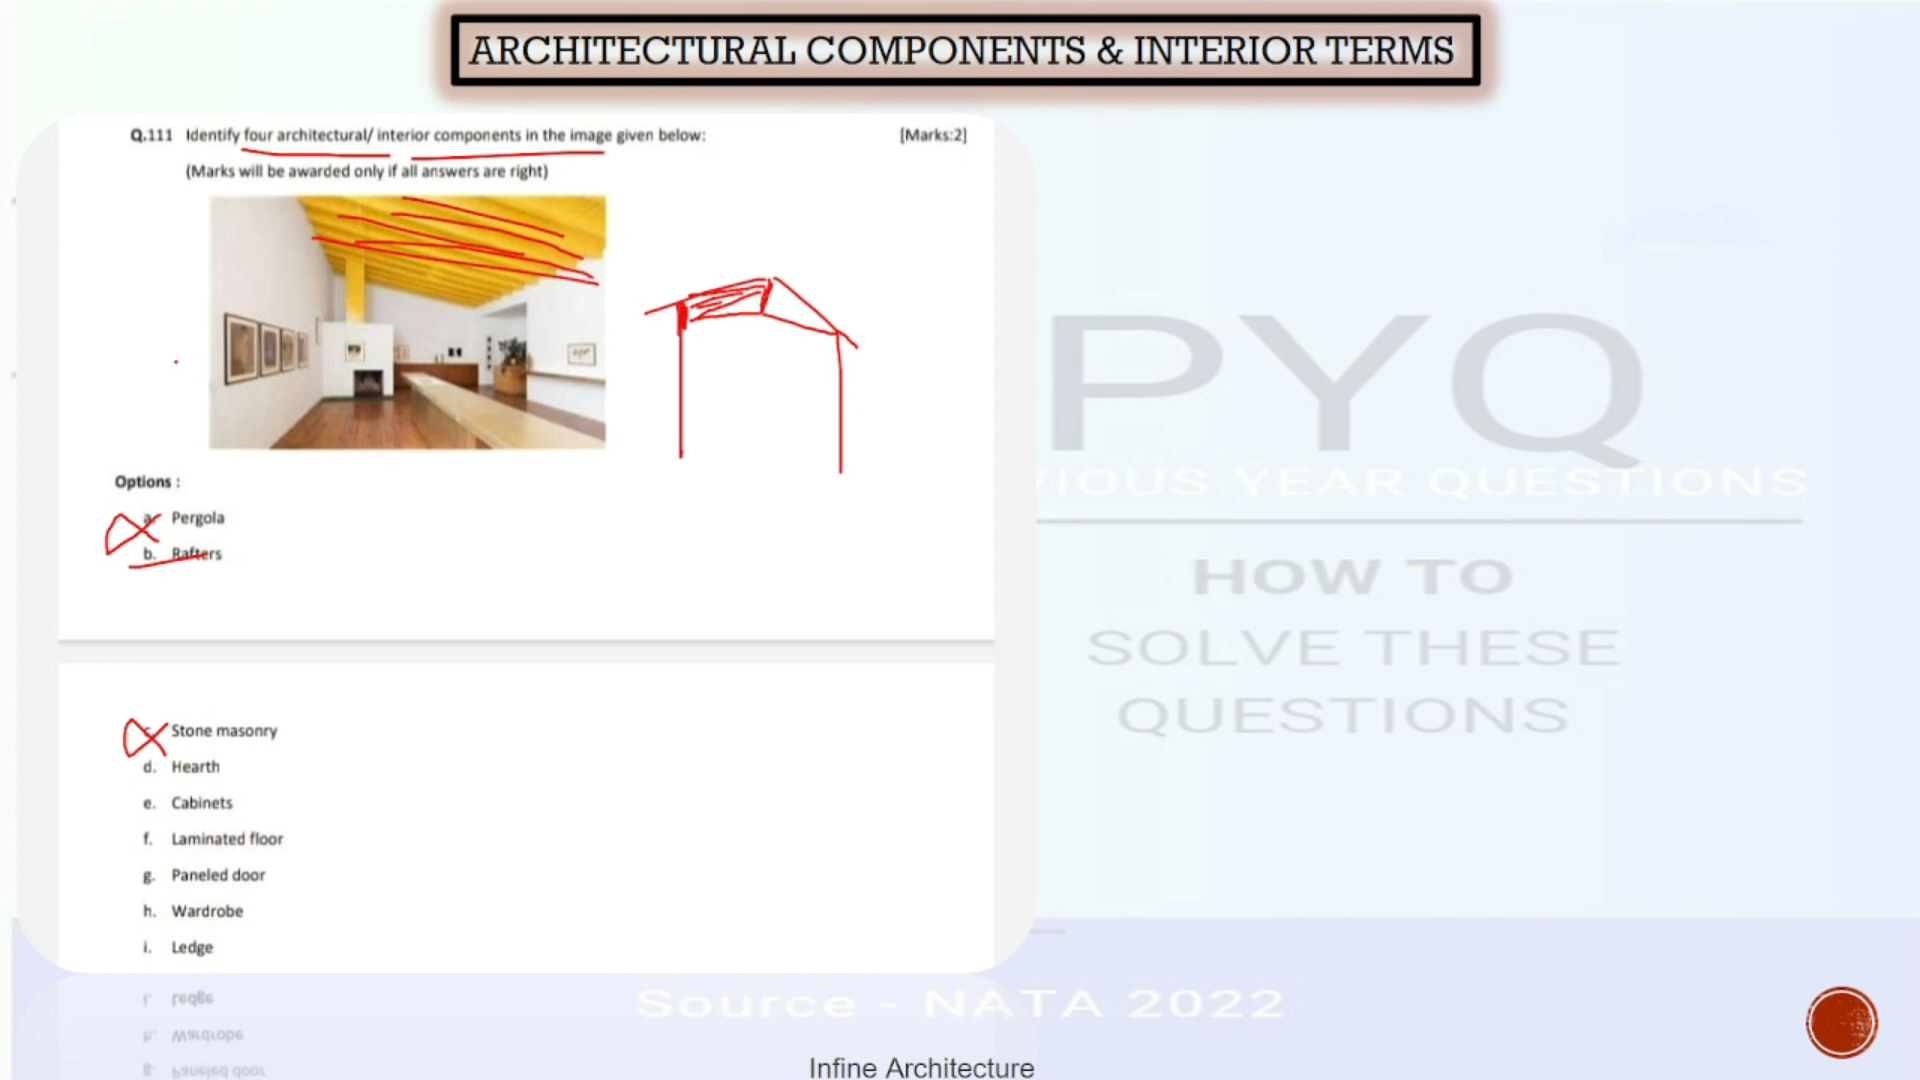 ARCHITECTURAL COMPONENTS & INTERIOR TERMS
Q.111 Identify four architectural/ interior components in the image given below: [Marks:2]
(Marks will be awarded only if all answers are right)
Options :
a. Pergola
b. Rafters
c. Stone masonry
d. Hearth
e. Cabinets
f. Laminated floor
g. Paneled door
h. Wardrobe
i. Ledge
PYQ
VIOUS YEAR QUESTIONS
HOW TO
SOLVE THESE
QUESTIONS
Source - NATA 2022
Infine Architecture